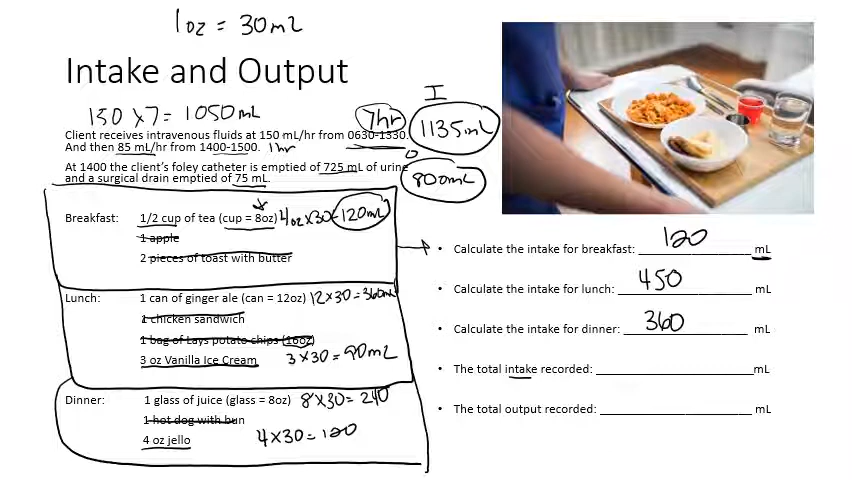 1oz = 30mL
Intake and Output
150 x 7 = 1050mL
7hr
I
1135mL
Client receives intravenous fluids at 150 mL/hr from 0630-1330.
And then 85 mL/hr from 1400-1500. 1hr
O
800mL
At 1400 the client's foley catheter is emptied of 725 mL of urine
and a surgical drain emptied of 75 mL
Breakfast: 1/2 cup of tea (cup = 8oz) 4oz x 30 = 120mL
1 apple
2 pieces of toast with butter
Lunch: 1 can of ginger ale (can = 12oz) 12 x 30 = 360mL
1 chicken sandwich
1 bag of Lays potato chips (16oz)
3 oz Vanilla Ice Cream 3 x 30 = 90mL
Dinner: 1 glass of juice (glass = 8oz) 8 x 30 = 240
1 hot dog with bun
4 oz jello 4 x 30 = 120
• Calculate the intake for breakfast: 120 mL
• Calculate the intake for lunch: 450 mL
• Calculate the intake for dinner: 360 mL
• The total intake recorded: ____ mL
• The total output recorded: ____ mL